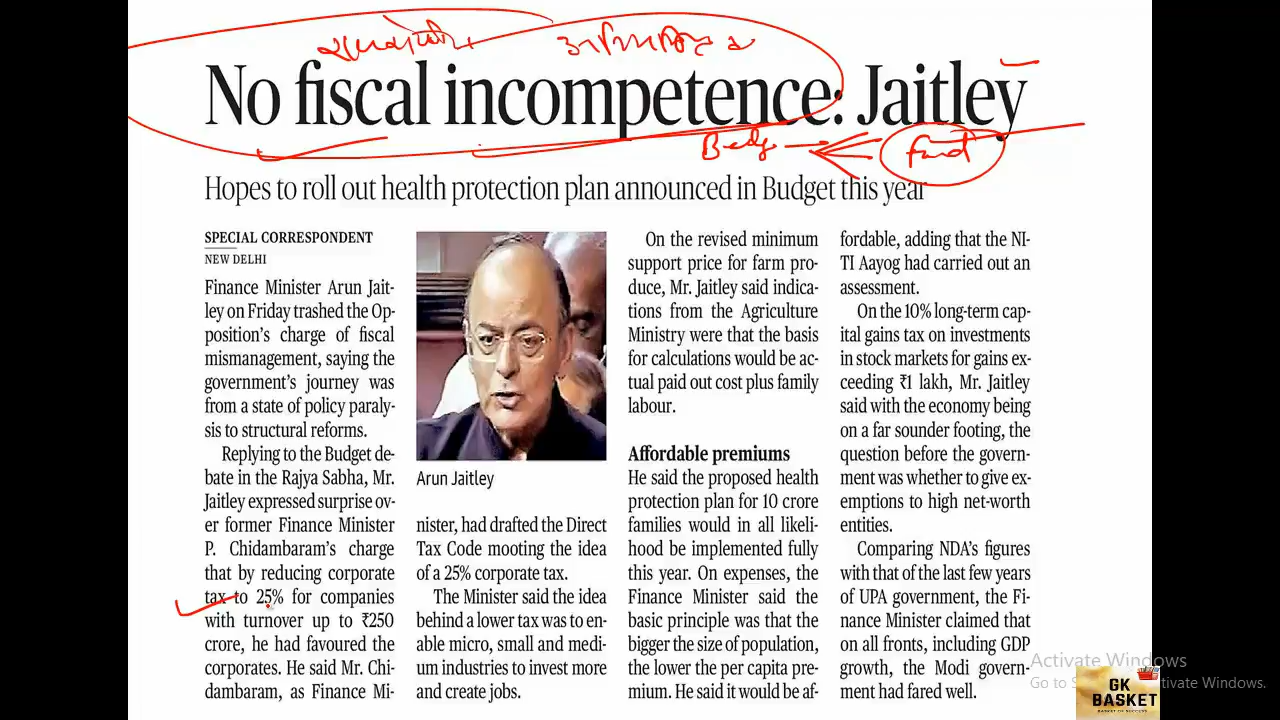 No fiscal incompetence: Jaitley
Fund
Hopes to roll out health protection plan announced in Budget this year
SPECIAL CORRESPONDENT
NEW DELHI
Finance Minister Arun Jait-
ley on Friday trashed the Op-
position's charge of fiscal
mismanagement, saying the
government's journey was
from a state of policy paraly-
sis to structural reforms.
Replying to the Budget de-
bate in the Rajya Sabha, Mr.
Jaitley expressed surprise ov-
er former Finance Minister
P. Chidambaram's charge
that by reducing corporate
tax to 25% for companies
with turnover up to ₹250
crore, he had favoured the
corporates. He said Mr. Chi-
dambaram, as Finance Mi-
Arun Jaitley
nister, had drafted the Direct
Tax Code mooting the idea
of a 25% corporate tax.
The Minister said the idea
behind a lower tax was to en-
able micro, small and medi-
un industries to invest more
and create jobs.
On the revised minimum
support price for farm pro-
duce, Mr. Jaitley said indica-
tions from the Agriculture
Ministry were that the basis
for calculations would be ac-
tual paid out cost plus family
labour.
Affordable premiums
He said the proposed health
protection plan for 10 crore
families would in all likeli-
hood be implemented fully
this year. On expenses, the
Finance Minister said the
basic principle was that the
bigger the size of population,
the lower the per capita pre-
mium. He said it would be af-
fordable, adding that the NI-
TI Aayog had carried out an
assessment.
On the 10% long-term cap-
ital gains tax on investments
in stock markets for gains ex-
ceeding ₹1 lakh, Mr. Jaitley
said with the economy being
on a far sounder footing, the
question before the govern-
ment was whether to give ex-
emptions to high net-worth
entities.
Comparing NDA's figures
with that of the last few years
of UPA government, the Fi-
nance Minister claimed that
on all fronts, including GDP
growth, the Modi govern-
ment had fared well.
Activate Windows
Go to S tivate Windows.
GK
BASKET
BASKET OF SUCCESS